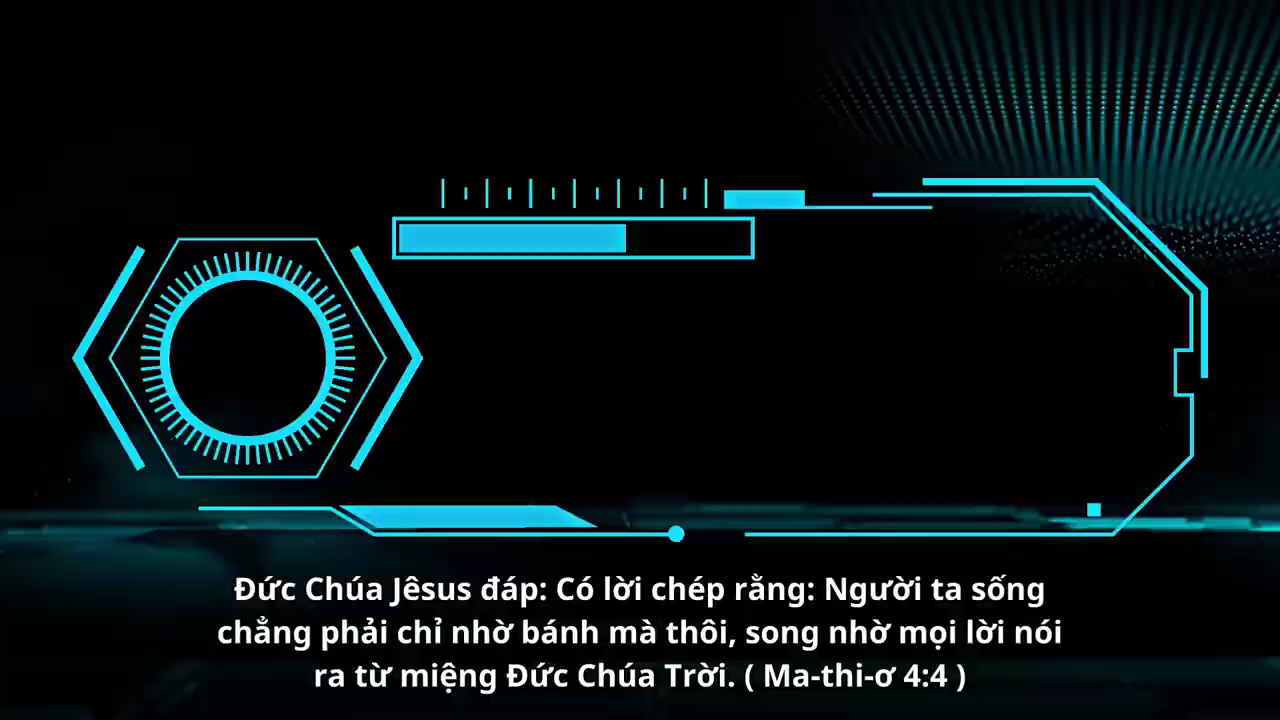 Đức Chúa Jêsus đáp: Có lời chép rằng: Người ta sống
chẳng phải chỉ nhờ bánh mà thôi, song nhờ mọi lời nói
ra từ miệng Đức Chúa Trời. ( Ma-thi-ơ 4:4 )